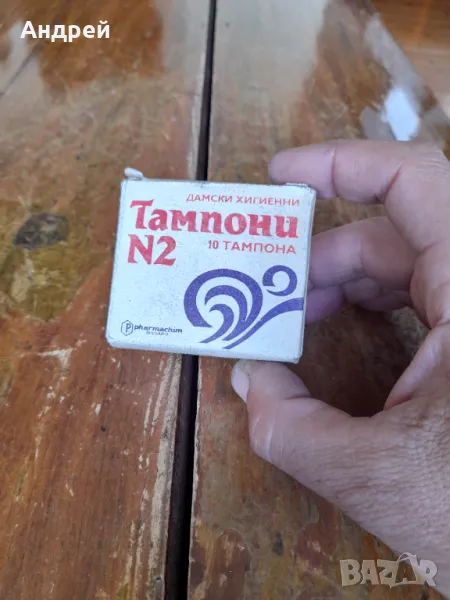 Андрей
ДАМСКИ ХИГИЕННИ
Тампони
N2
10 ТАМПОНА
pharmachim
BAZAR